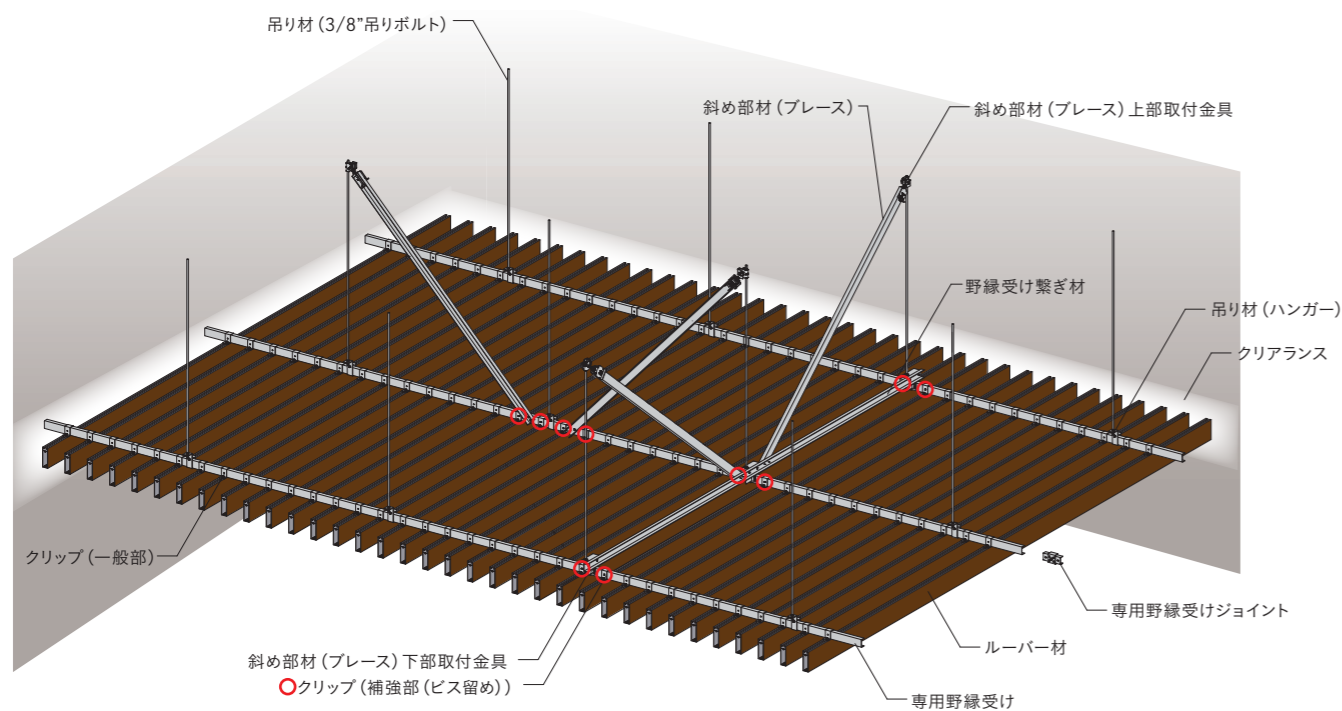 吊り材(3/8”吊りボルト)
斜め部材(ブレース)
斜め部材(ブレース)上部取付金具
野縁受け繋ぎ材
吊り材(ハンガー)
クリアランス
クリップ(一般部)
専用野縁受けジョイント
ルーバー材
斜め部材(ブレース)下部取付金具
クリップ(補強部(ビス留め))
専用野縁受け